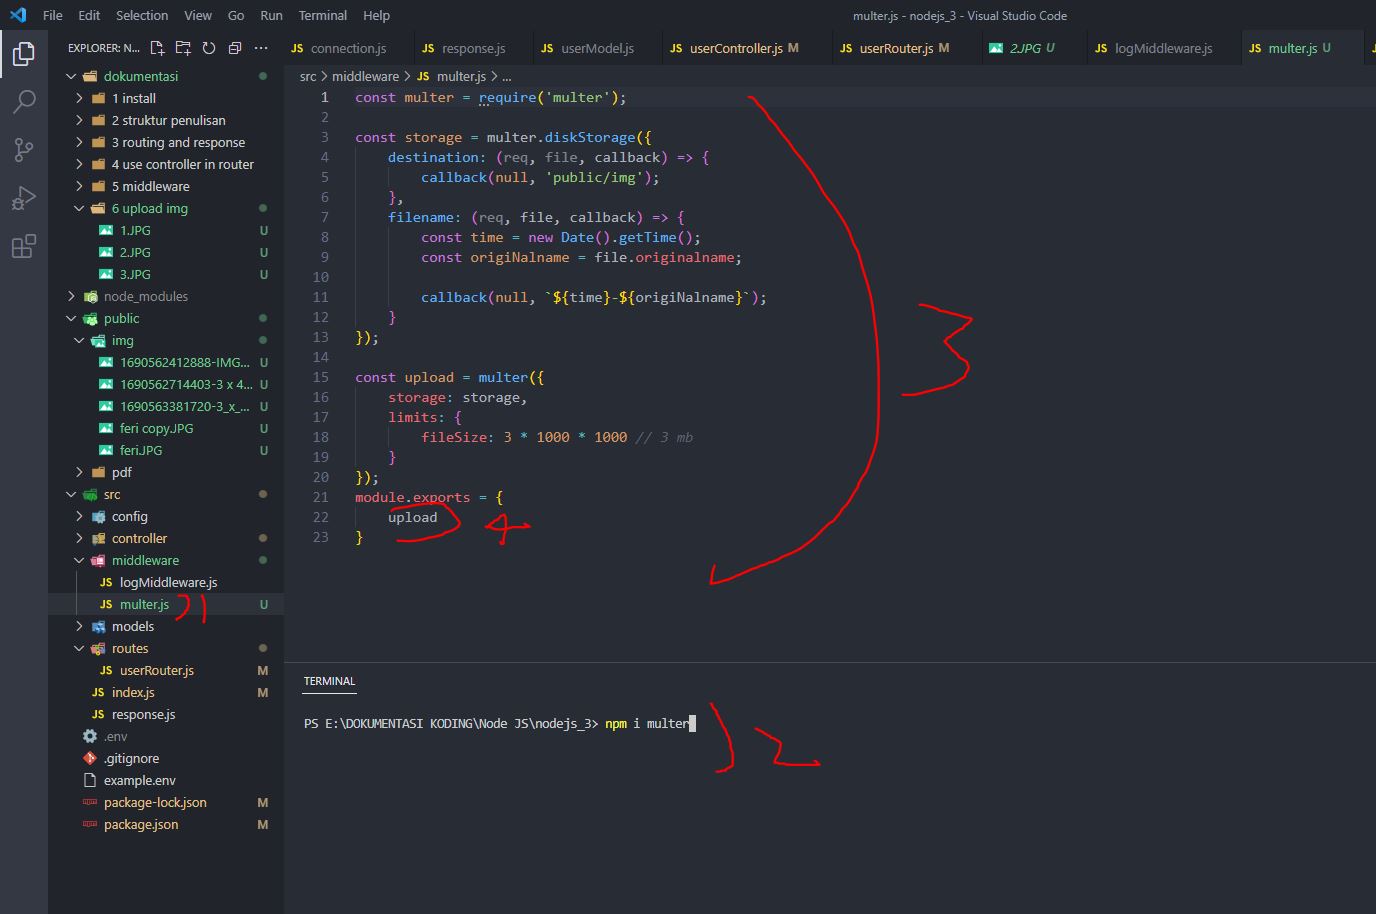 File Edit Selection View Go Run Terminal Help
multer.js - nodejs_3 - Visual Studio Code
EXPLORER: N...
dokumentasi
1 install
2 struktur penulisan
3 routing and response
4 use controller in router
5 middleware
6 upload img
1.JPG U
2.JPG U
3.JPG U
node_modules
public
img
1690562412888-IMG... U
1690562714403-3 x 4... U
1690563381720-3_x_... U
feri copy.JPG U
feri.JPG U
pdf
src
config
controller
middleware
JS logMiddleware.js
JS multer.js U
1
models
routes
JS userRouter.js M
JS index.js M
JS response.js
.env
.gitignore
example.env
package-lock.json M
package.json M
JS connection.js JS response.js JS userModel.js JS userController.js M JS userRouter.js M 2.JPG U JS logMiddleware.js JS multer.js U
src > middleware > JS multer.js > ...
1 const multer = require('multer');
2
3 const storage = multer.diskStorage({
4 destination: (req, file, callback) => {
5 callback(null, 'public/img');
6 },
7 filename: (req, file, callback) => {
8 const time = new Date().getTime();
9 const origiNalname = file.originalname;
10
11 callback(null, `${time}-${origiNalname}`);
12 }
13 });
14
15 const upload = multer({
16 storage: storage,
17 limits: {
18 fileSize: 3 * 1000 * 1000 // 3 mb
19 }
20 });
21 module.exports = {
22 upload
23 }
3
4
TERMINAL
PS E:\DOKUMENTASI KODING\Node JS\nodejs_3> npm i multer
2